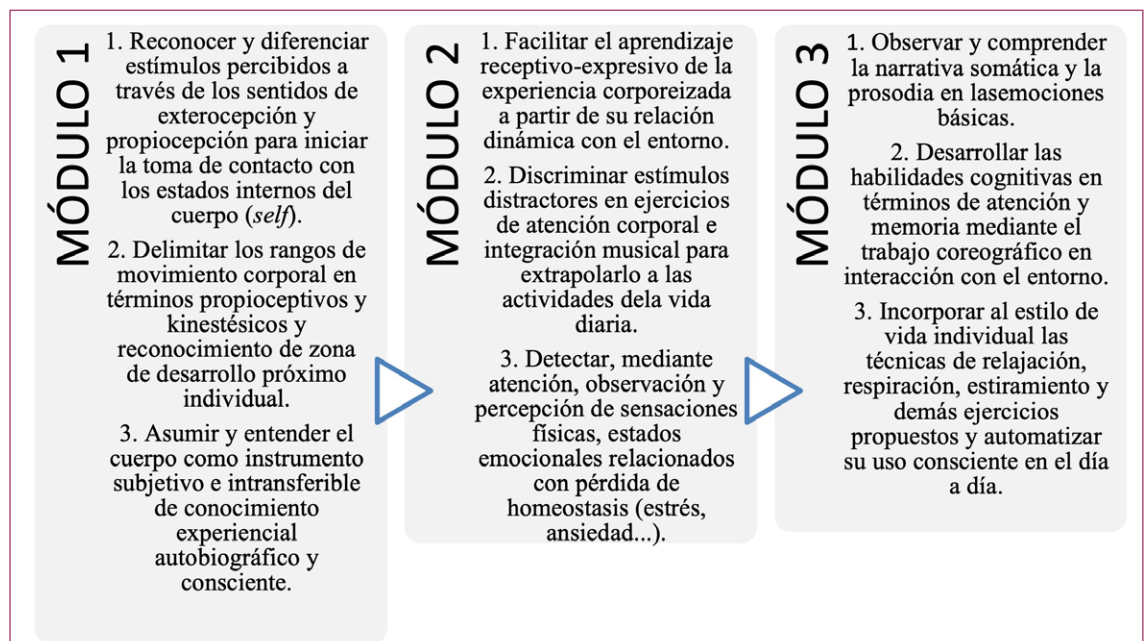 MÓDULO 1
1. Reconocer y diferenciar
estímulos percibidos a
través de los sentidos de
exterocepción y
propiocepción para iniciar
la toma de contacto con
los estados internos del
cuerpo (self).
2. Delimitar los rangos de
movimiento corporal en
términos propioceptivos y
kinestésicos y
reconocimiento de zona
de desarrollo próximo
individual.
3. Asumir y entender el
cuerpo como instrumento
subjetivo e intransferible
de conocimiento
experiencial
autobiográfico y
consciente.
MÓDULO 2
1. Facilitar el aprendizaje
receptivo-expresivo de la
experiencia corporeizada
a partir de su relación
dinámica con el entorno.
2. Discriminar estímulos
distractores en ejercicios
de atención corporal e
integración musical para
extrapolarlo a las
actividades dela vida
diaria.
3. Detectar, mediante
atención, observación y
percepción de sensaciones
físicas, estados
emocionales relacionados
con pérdida de
homeostasis (estrés,
ansiedad...).
MÓDULO 3
1. Observar y comprender
la narrativa somática y la
prosodia en lasemociones
básicas.
2. Desarrollar las
habilidades cognitivas en
términos de atención y
memoria mediante el
trabajo coreográfico en
interacción con el entorno.
3. Incorporar al estilo de
vida individual las
técnicas de relajación,
respiración, estiramiento y
demás ejercicios
propuestos y automatizar
su uso consciente en el día
a día.